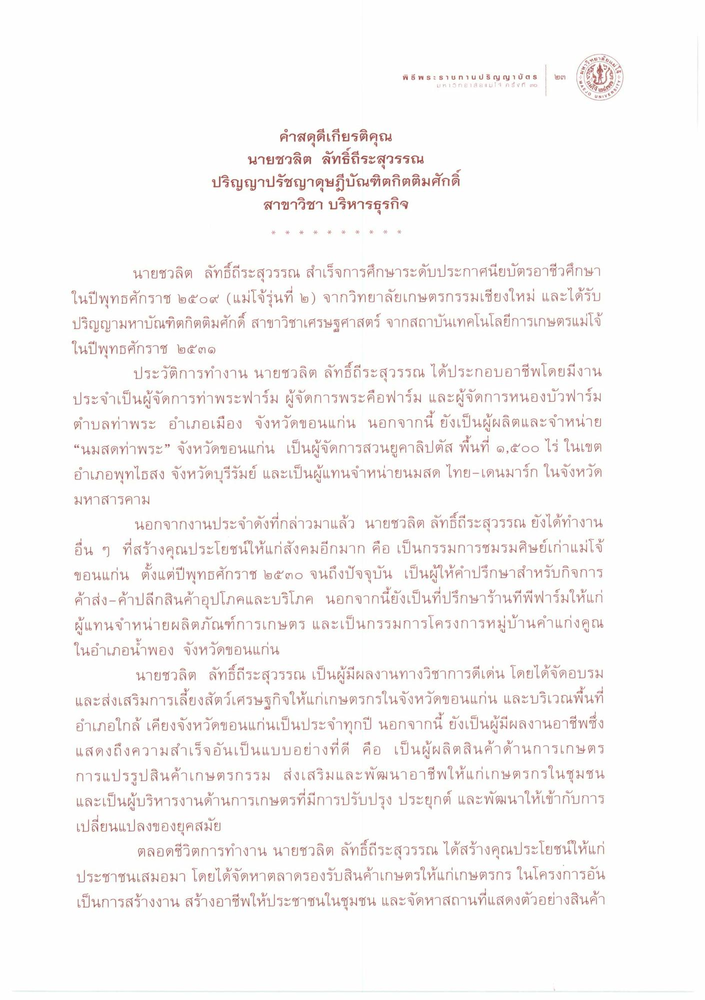 พิธีพระราชทานปริญญาบัตร
มหาวิทยาลัยแม่โจ้ ครั้งที่ ๓๐
๒๓
มหาวิทยาลัยแม่โจ้
แม่โจ้ ๒๔๗๗
MAEJO UNIVERSITY
คำสดุดีเกียรติคุณ
นายชวลิต ลัทธิ์ถีระสุวรรณ
ปริญญาปรัชญาดุษฎีบัณฑิตกิตติมศักดิ์
สาขาวิชา บริหารธุรกิจ
* * * * * * * * * *
นายชวลิต ลัทธิ์ถีระสุวรรณ สำเร็จการศึกษาระดับประกาศนียบัตรอาชีวศึกษา
ในปีพุทธศักราช ๒๕๐๙ (แม่โจ้รุ่นที่ ๒) จากวิทยาลัยเกษตรกรรมเชียงใหม่ และได้รับ
ปริญญามหาบัณฑิตกิตติมศักดิ์ สาขาวิชาเศรษฐศาสตร์ จากสถาบันเทคโนโลยีการเกษตรแม่โจ้
ในปีพุทธศักราช ๒๕๓๑
ประวัติการทำงาน นายชวลิต ลัทธิ์ถีระสุวรรณ ได้ประกอบอาชีพโดยมีงาน
ประจำเป็นผู้จัดการท่าพระฟาร์ม ผู้จัดการพระคือฟาร์ม และผู้จัดการหนองบัวฟาร์ม
ตำบลท่าพระ อำเภอเมือง จังหวัดขอนแก่น นอกจากนี้ ยังเป็นผู้ผลิตและจำหน่าย
“นมสดท่าพระ” จังหวัดขอนแก่น เป็นผู้จัดการสวนยูคาลิปตัส พื้นที่ ๑,๕๐๐ ไร่ ในเขต
อำเภอพุทไธสง จังหวัดบุรีรัมย์ และเป็นผู้แทนจำหน่ายนมสด ไทย-เดนมาร์ก ในจังหวัด
มหาสารคาม
นอกจากงานประจำดังที่กล่าวมาแล้ว นายชวลิต ลัทธิ์ถีระสุวรรณ ยังได้ทำงาน
อื่น ๆ ที่สร้างคุณประโยชน์ให้แก่สังคมอีกมาก คือ เป็นกรรมการชมรมศิษย์เก่าแม่โจ้
ขอนแก่น ตั้งแต่ปีพุทธศักราช ๒๕๓๐ จนถึงปัจจุบัน เป็นผู้ให้คำปรึกษาสำหรับกิจการ
ค้าส่ง-ค้าปลีกสินค้าอุปโภคและบริโภค นอกจากนี้ยังเป็นที่ปรึกษาร้านทีพีฟาร์มให้แก่
ผู้แทนจำหน่ายผลิตภัณฑ์การเกษตร และเป็นกรรมการโครงการหมู่บ้านคำแก่งคูณ
ในอำเภอน้ำพอง จังหวัดขอนแก่น
นายชวลิต ลัทธิ์ถีระสุวรรณ เป็นผู้มีผลงานทางวิชาการดีเด่น โดยได้จัดอบรม
และส่งเสริมการเลี้ยงสัตว์เศรษฐกิจให้แก่เกษตรกรในจังหวัดขอนแก่น และบริเวณพื้นที่
อำเภอใกล้ เคียงจังหวัดขอนแก่นเป็นประจำทุกปี นอกจากนี้ ยังเป็นผู้มีผลงานอาชีพซึ่ง
แสดงถึงความสำเร็จอันเป็นแบบอย่างที่ดี คือ เป็นผู้ผลิตสินค้าด้านการเกษตร
การแปรรูปสินค้าเกษตรกรรม ส่งเสริมและพัฒนาอาชีพให้แก่เกษตรกรในชุมชน
และเป็นผู้บริหารงานด้านการเกษตรที่มีการปรับปรุง ประยุกต์ และพัฒนาให้เข้ากับการ
เปลี่ยนแปลงของยุคสมัย
ตลอดชีวิตการทำงาน นายชวลิต ลัทธิ์ถีระสุวรรณ ได้สร้างคุณประโยชน์ให้แก่
ประชาชนเสมอมา โดยได้จัดหาตลาดรองรับสินค้าเกษตรให้แก่เกษตรกร ในโครงการอัน
เป็นการสร้างงาน สร้างอาชีพให้ประชาชนในชุมชน และจัดหาสถานที่แสดงตัวอย่างสินค้า